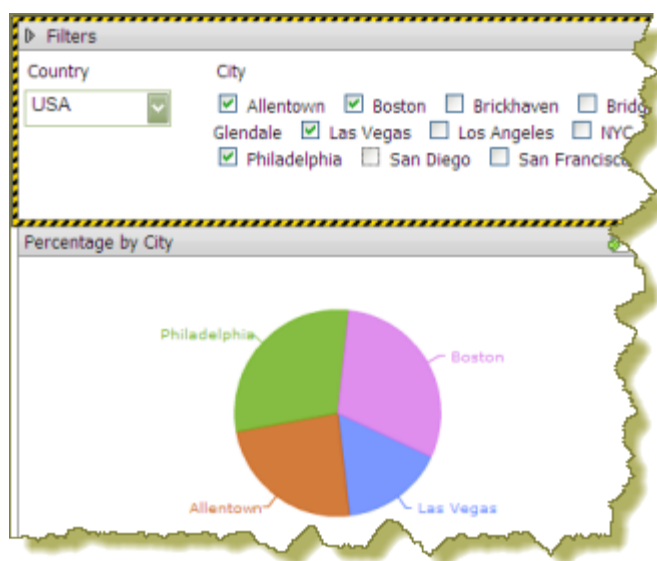 Filters
Country
City
USA
Allentown Boston Brickhaven
Glendale Las Vegas Los Angeles NYC
Philadelphia San Diego San Francisco
Percentage by City
Philadelphia
Boston
Allentown
Las Vegas